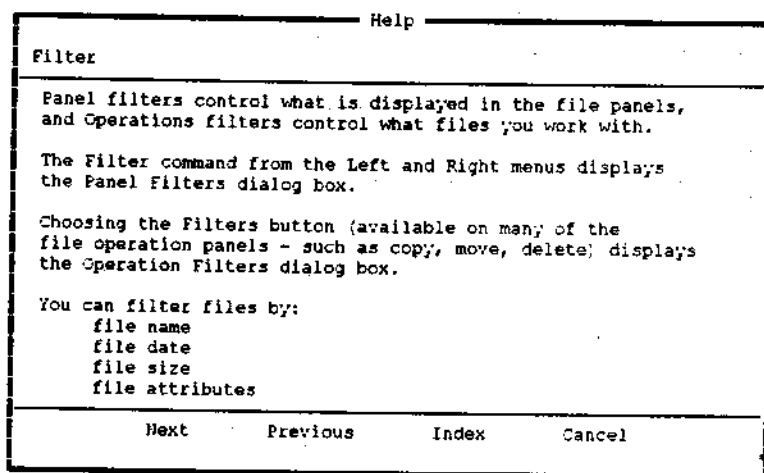 Help
Filter
Panel filters control what is displayed in the file panels,
and Operations filters control what files you work with.
The Filter command from the Left and Right menus displays
the Panel Filters dialog box.
Choosing the Filters button (available on many of the
file operation panels - such as copy, move, delete) displays
the Operation Filters dialog box.
You can filter files by:
file name
file date
file size
file attributes
Next Previous Index Cancel